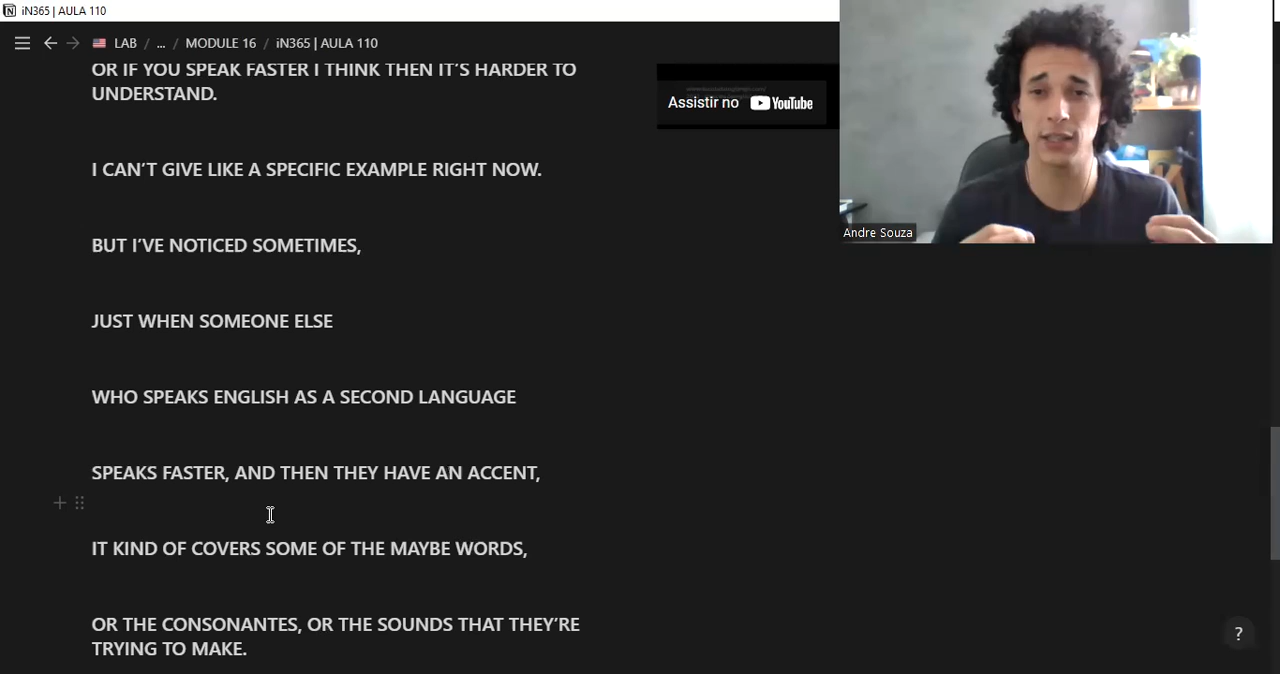 iN365 | AULA 110
LAB / ... / MODULE 16 / iN365 | AULA 110
OR IF YOU SPEAK FASTER I THINK THEN IT'S HARDER TO
UNDERSTAND.
Assistir no YouTube
I CAN'T GIVE LIKE A SPECIFIC EXAMPLE RIGHT NOW.
Andre Souza
BUT I'VE NOTICED SOMETIMES,
JUST WHEN SOMEONE ELSE
WHO SPEAKS ENGLISH AS A SECOND LANGUAGE
SPEAKS FASTER, AND THEN THEY HAVE AN ACCENT,
IT KIND OF COVERS SOME OF THE MAYBE WORDS,
OR THE CONSONANTES, OR THE SOUNDS THAT THEY'RE
TRYING TO MAKE.
?